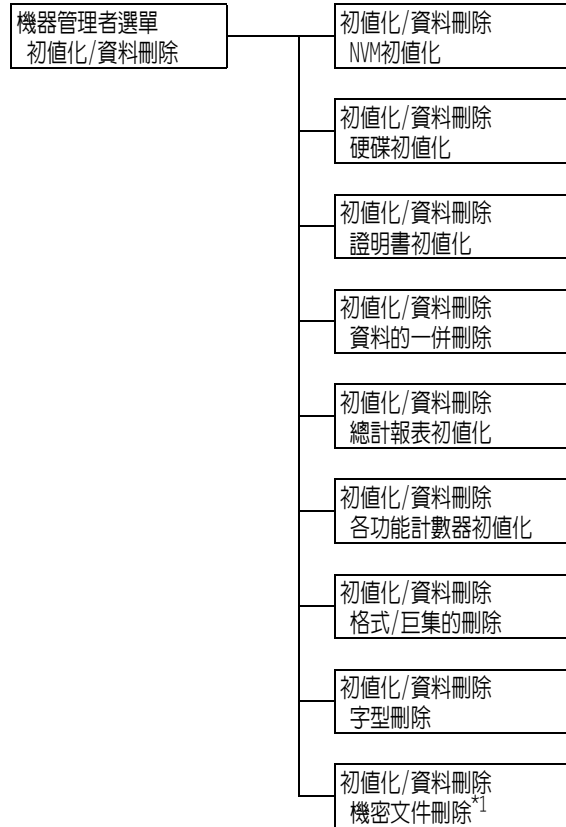 機器管理者選單
初值化/資料刪除
初值化/資料刪除
NVM初值化
初值化/資料刪除
硬碟初值化
初值化/資料刪除
證明書初值化
初值化/資料刪除
資料的一併刪除
初值化/資料刪除
總計報表初值化
初值化/資料刪除
各功能計數器初值化
初值化/資料刪除
格式/巨集的刪除
初值化/資料刪除
字型刪除
初值化/資料刪除
機密文件刪除*1